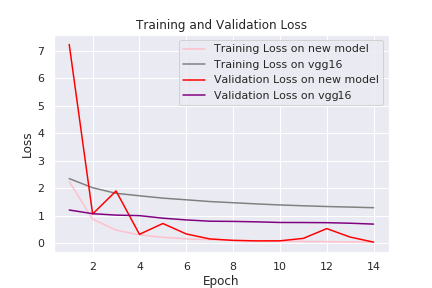 Training and Validation Loss
Training Loss on new model
Training Loss on vgg16
Validation Loss on new model
Validation Loss on vgg16
7
6
5
4
3
2
1
0
Loss
2 4 6 8 10 12 14
Epoch